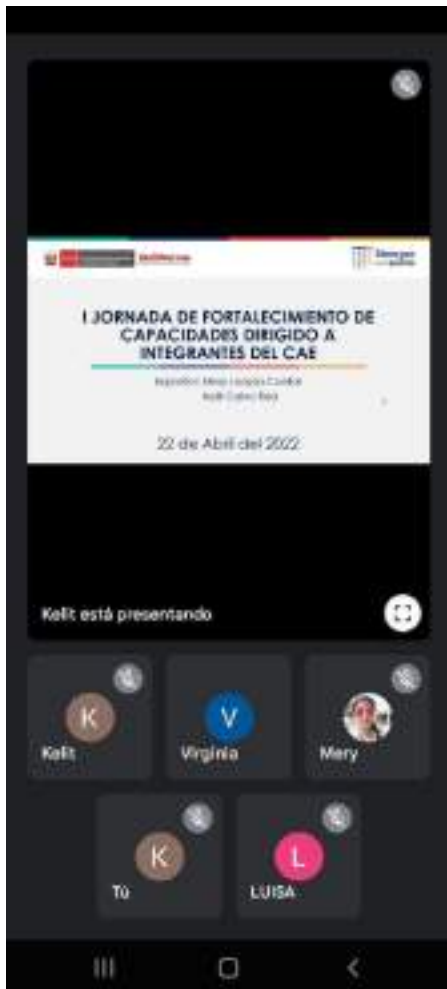 I JORNADA DE FORTALECIMIENTO DE
CAPACIDADES DIRIGIDO A
INTEGRANTES DEL CAE
22 de Abril del 2022
Kelit está presentando
K
Kelit
V
Virginia
Mery
K
Tú
L
LUISA